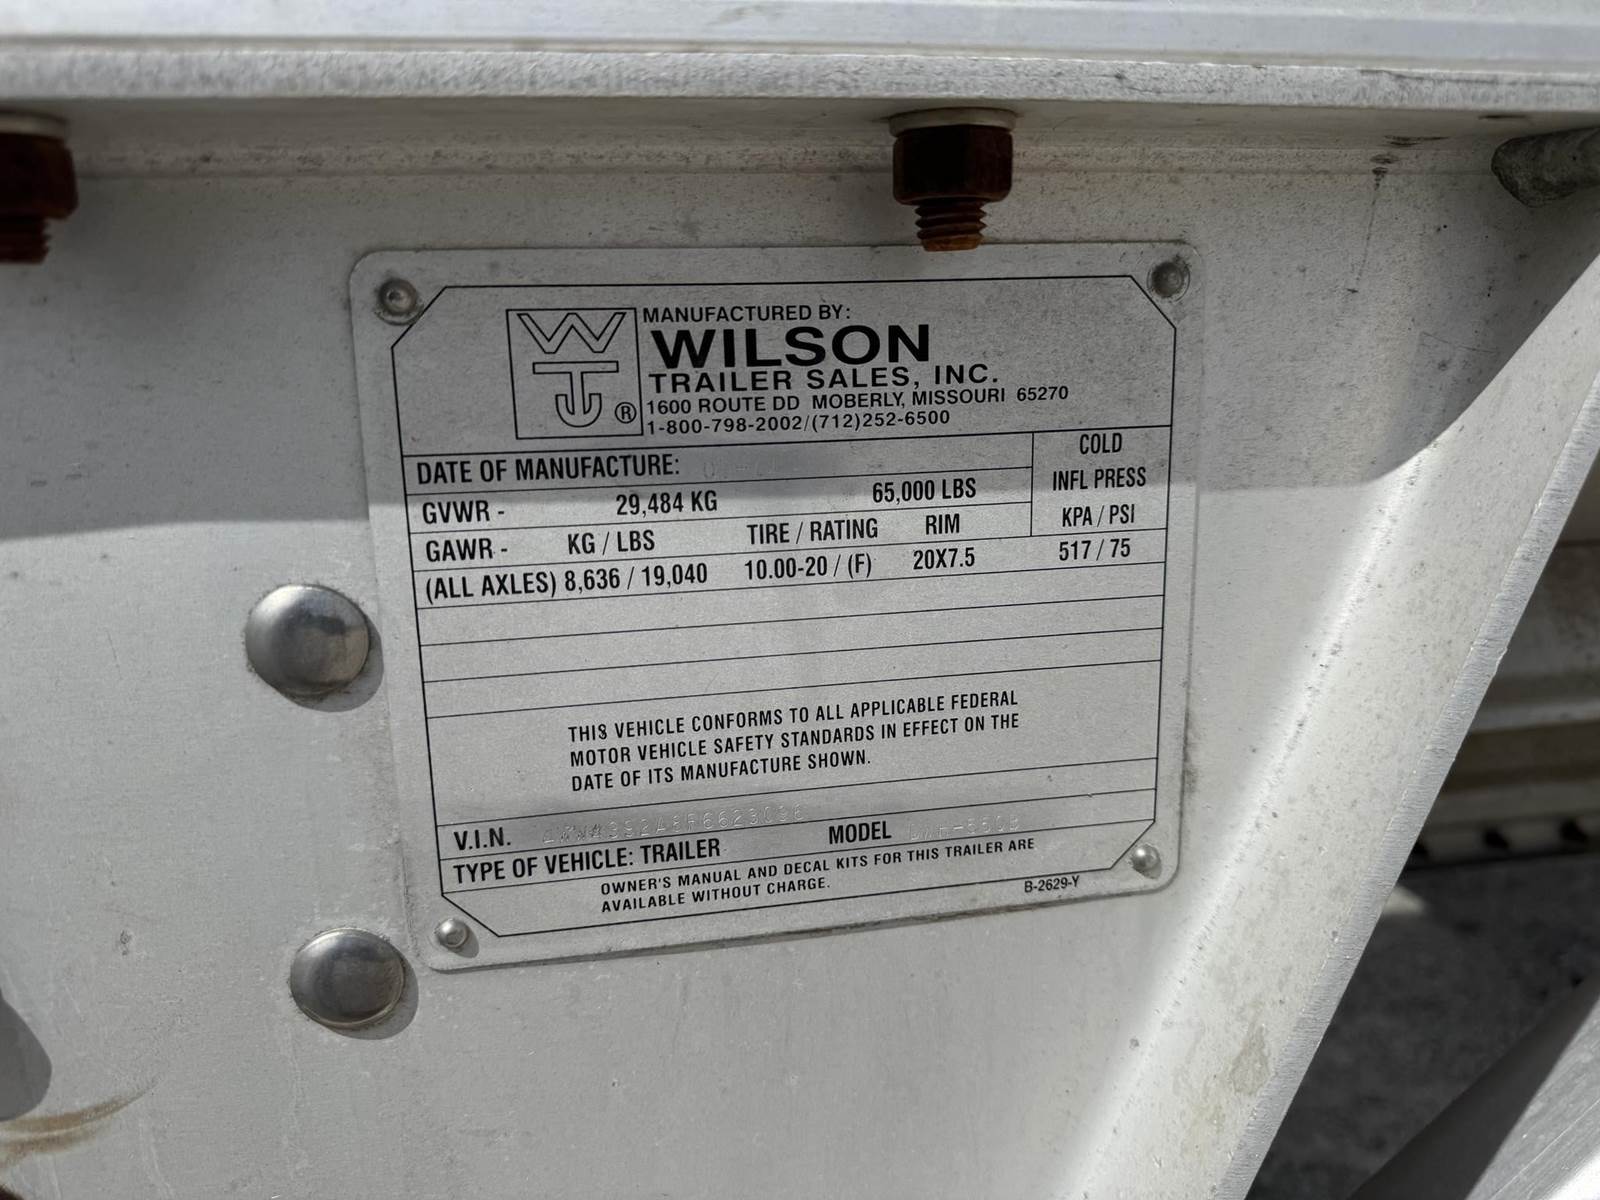 WT
MANUFACTURED BY:
WILSON
TRAILER SALES, INC.
®
1600 ROUTE DD MOBERLY, MISSOURI 65270
1-800-798-2002/(712)252-6500
DATE OF MANUFACTURE:
COLD
INFL PRESS
KPA / PSI
GVWR - 29,484 KG 65,000 LBS
GAWR - KG / LBS TIRE / RATING RIM
(ALL AXLES) 8,636 / 19,040 10.00-20 / (F) 20X7.5 517 / 75
THIS VEHICLE CONFORMS TO ALL APPLICABLE FEDERAL
MOTOR VEHICLE SAFETY STANDARDS IN EFFECT ON THE
DATE OF ITS MANUFACTURE SHOWN.
V.I.N. MODEL
TYPE OF VEHICLE: TRAILER
OWNER'S MANUAL AND DECAL KITS FOR THIS TRAILER ARE
AVAILABLE WITHOUT CHARGE.
B-2629-Y